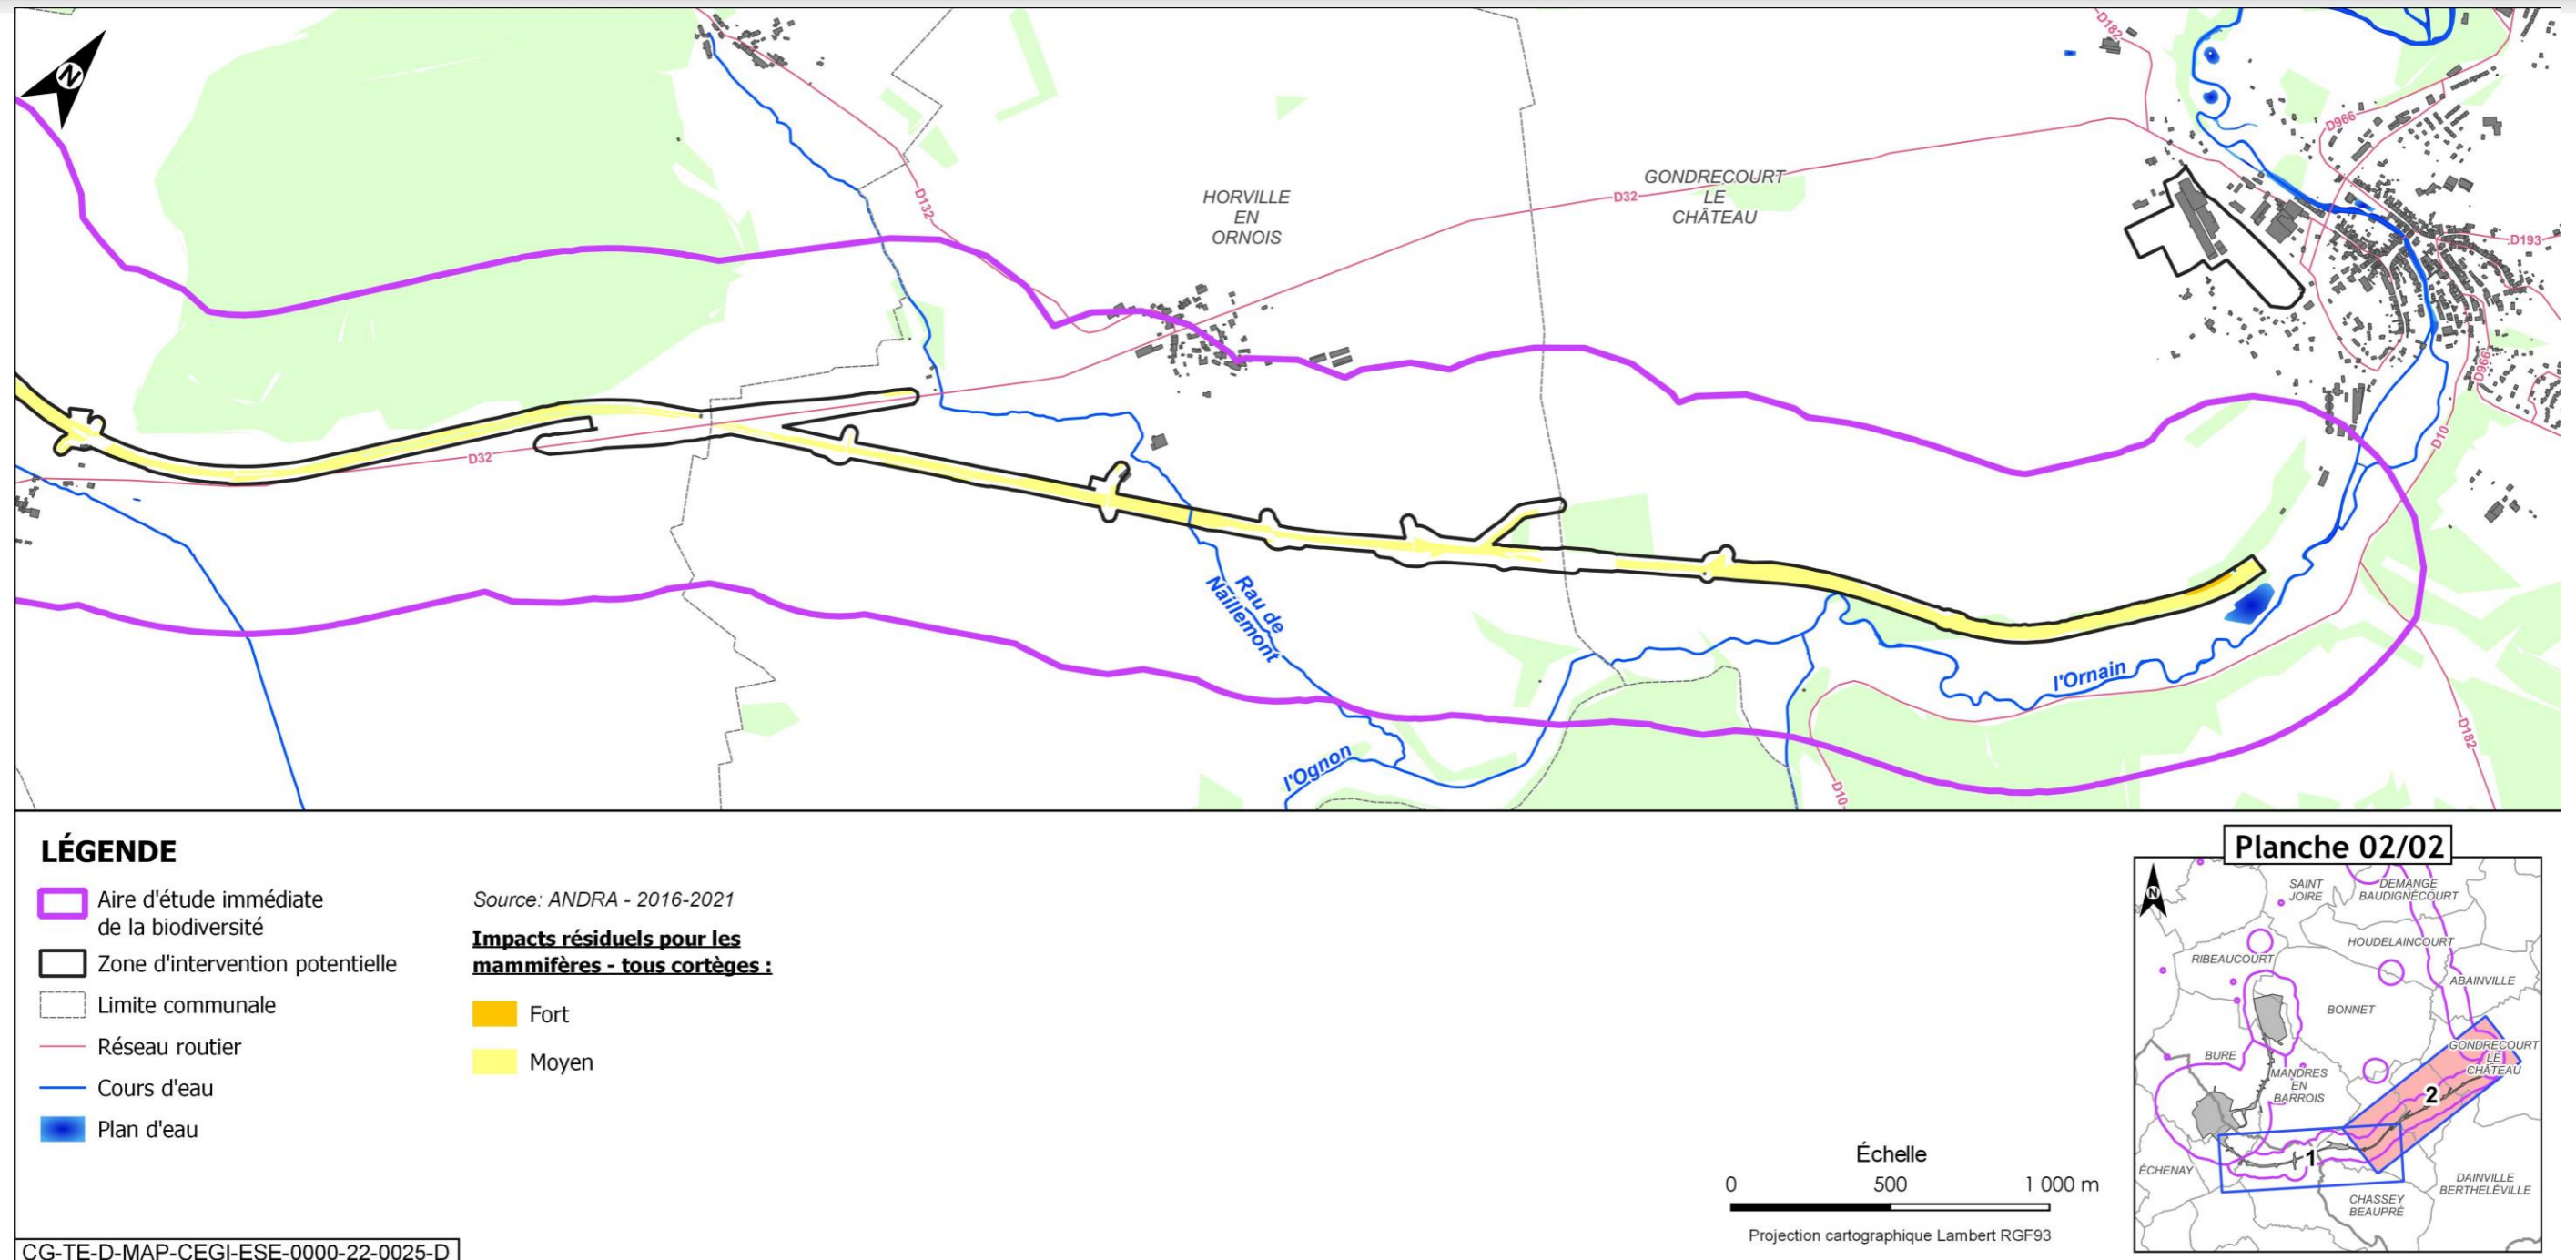 N
D182
D966
D132
HORVILLE
EN
ORNOIS
D32
GONDRECOURT
LE
CHÂTEAU
D193
D966
D10
D32
Rau de
Naillemont
l'Ornain
l'Ognon
D10
D182
LÉGENDE
Aire d'étude immédiate
de la biodiversité
Zone d'intervention potentielle
Limite communale
Réseau routier
Cours d'eau
Plan d'eau
Source: ANDRA - 2016-2021
Impacts résiduels pour les
mammifères - tous cortèges :
Fort
Moyen
Échelle
0 500 1 000 m
Projection cartographique Lambert RGF93
Planche 02/02
N
SAINT
JOIRE
DEMANGE
BAUDIGNÉCOURT
HOUDELAINCOURT
RIBEAUCOURT
ABAINVILLE
BONNET
GONDRECOURT
LE
CHÂTEAU
BURE
MANDRES
EN
BARROIS
2
1
ÉCHENAY
DAINVILLE
BERTHELÉVILLE
CHASSEY
BEAUPRÉ
CG-TE-D-MAP-CEGI-ESE-0000-22-0025-D